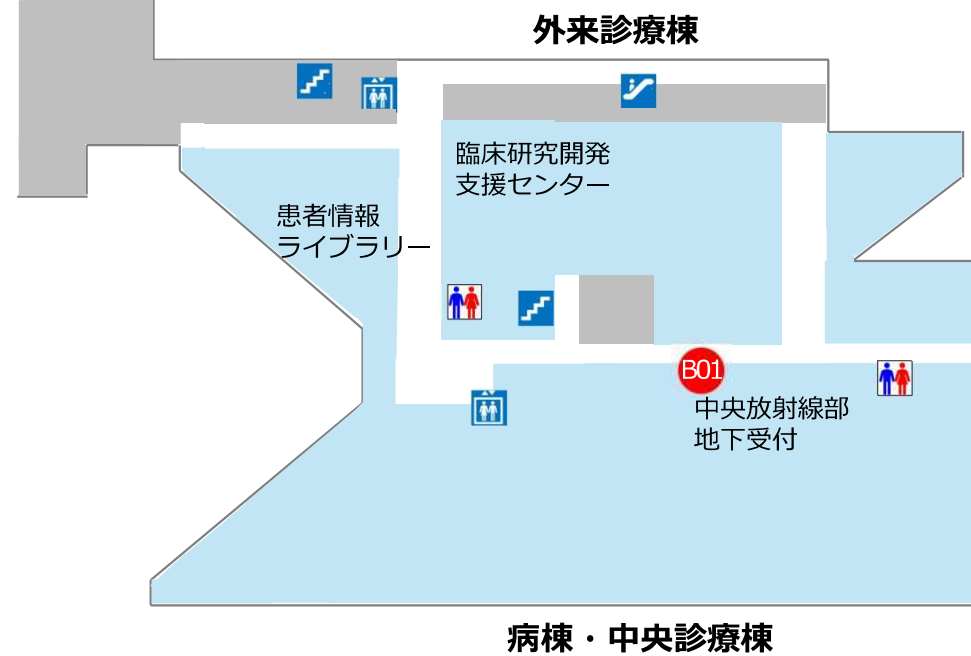 外来診療棟
臨床研究開発
支援センター
患者情報
ライブラリー
B01
中央放射線部
地下受付
病棟・中央診療棟